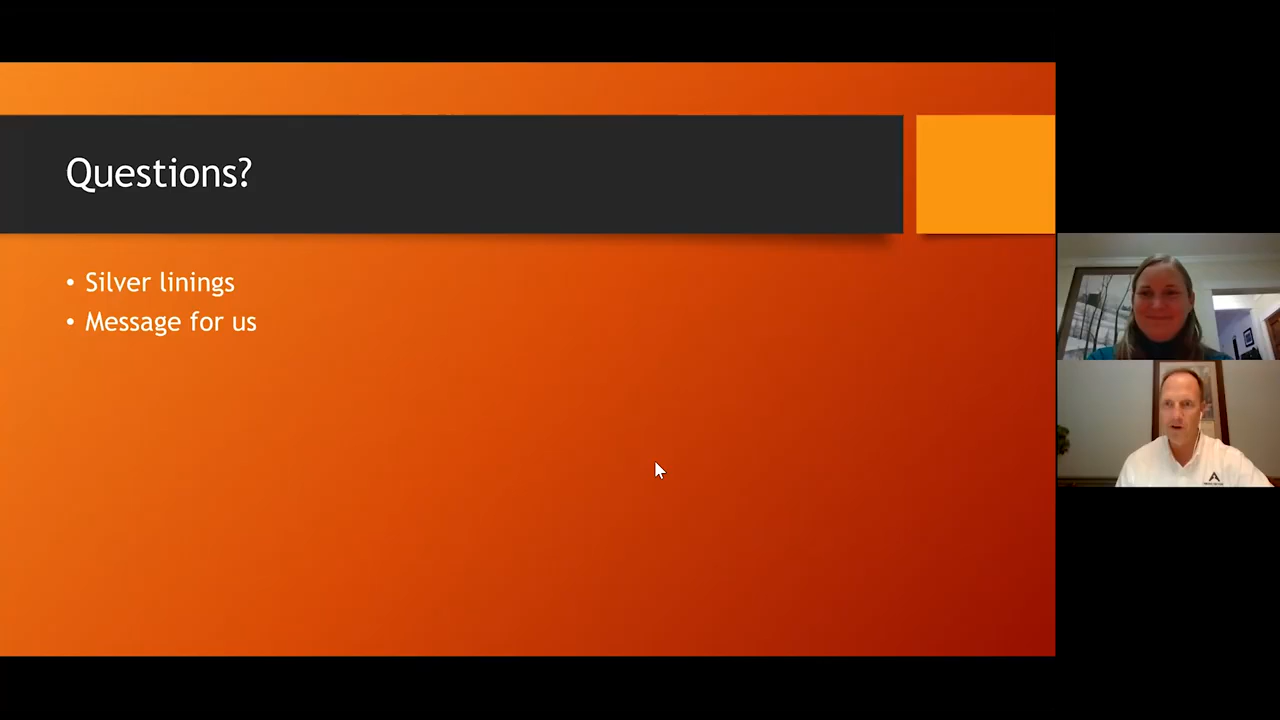 Questions?
• Silver linings
• Message for us